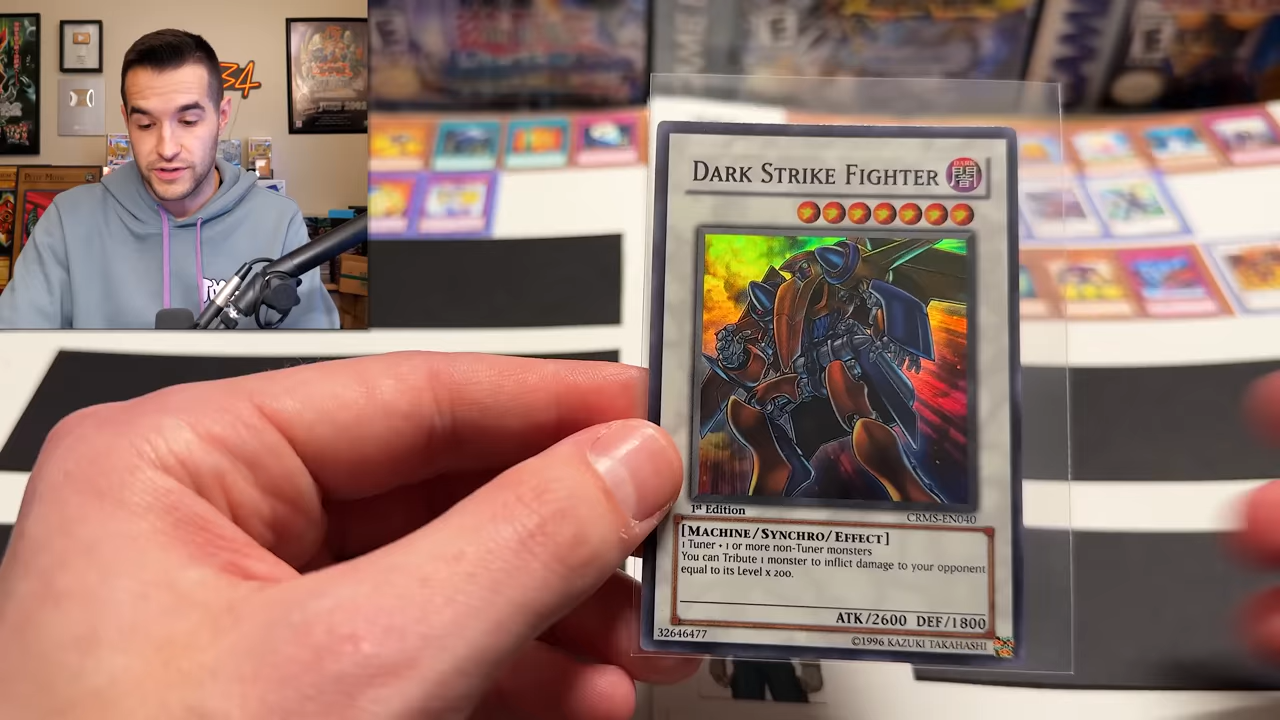 34
DARK STRIKE FIGHTER
DARK
闇
1st Edition
CRMS-EN040
[MACHINE/SYNCHRO/EFFECT]
1 Tuner + 1 or more non-Tuner monsters
You can Tribute 1 monster to inflict damage to your opponent
equal to its Level x 200.
ATK/2600 DEF/1800
32646477
©1996 KAZUKI TAKAHASHI